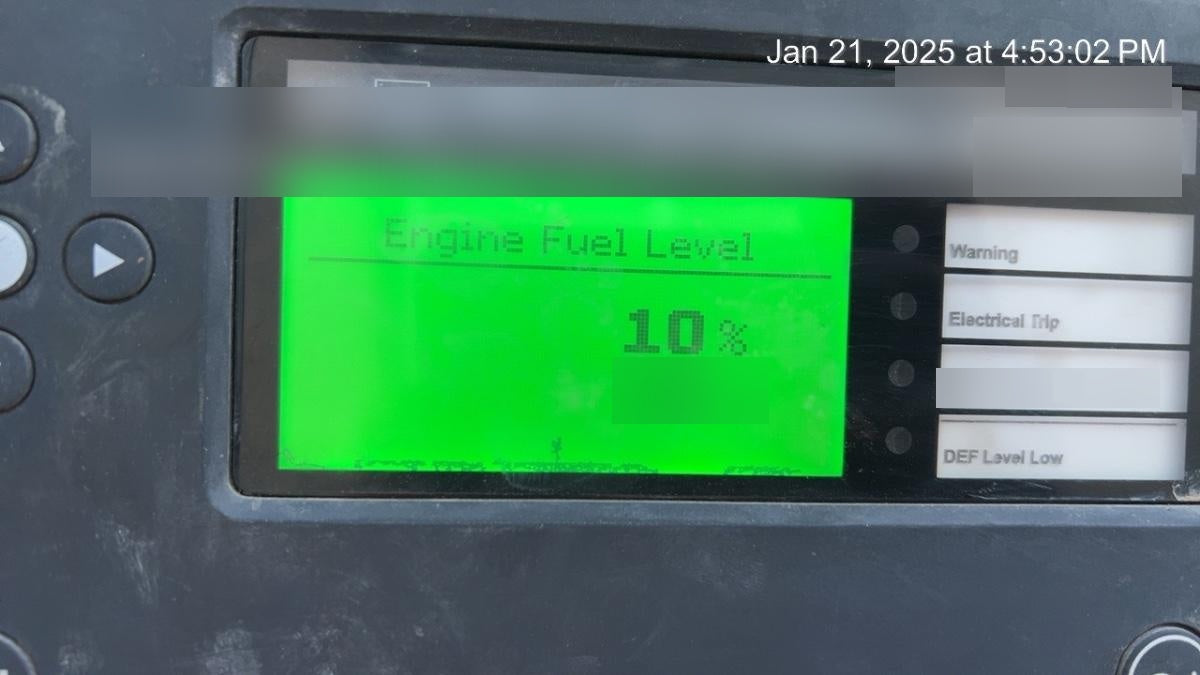 Jan 21, 2025 at 4:53:02 PM
Engine Fuel Level
10 %
Warning
Electrical Trip
DEF Level Low